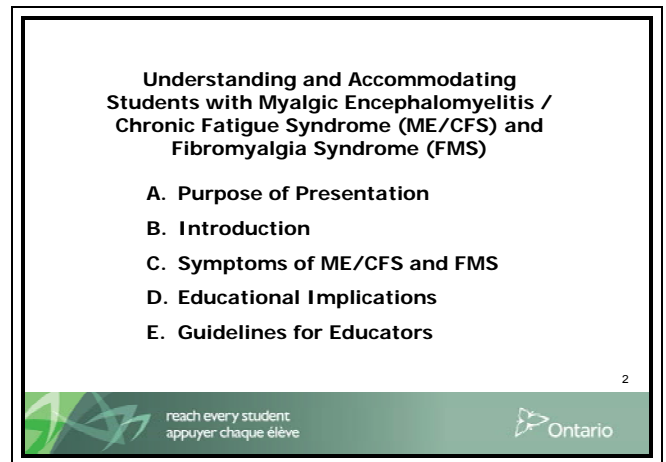 Understanding and Accommodating
Students with Myalgic Encephalomyelitis /
Chronic Fatigue Syndrome (ME/CFS) and
Fibromyalgia Syndrome (FMS)
A. Purpose of Presentation
B. Introduction
C. Symptoms of ME/CFS and FMS
D. Educational Implications
E. Guidelines for Educators
2
reach every student
appuyer chaque élève
Ontario